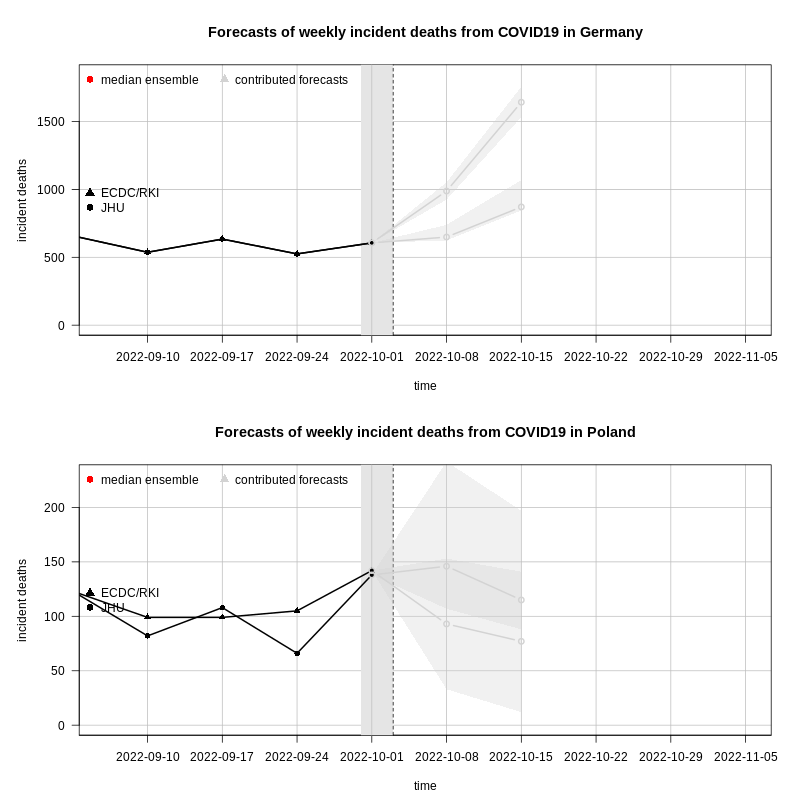 Forecasts of weekly incident deaths from COVID19 in Germany
median ensemble contributed forecasts
1500
1000
500
0
ECDC/RKI
JHU
incident deaths
2022-09-10 2022-09-17 2022-09-24 2022-10-01 2022-10-08 2022-10-15 2022-10-22 2022-10-29 2022-11-05
time
Forecasts of weekly incident deaths from COVID19 in Poland
median ensemble contributed forecasts
200
150
100
50
0
ECDC/RKI
JHU
incident deaths
2022-09-10 2022-09-17 2022-09-24 2022-10-01 2022-10-08 2022-10-15 2022-10-22 2022-10-29 2022-11-05
time